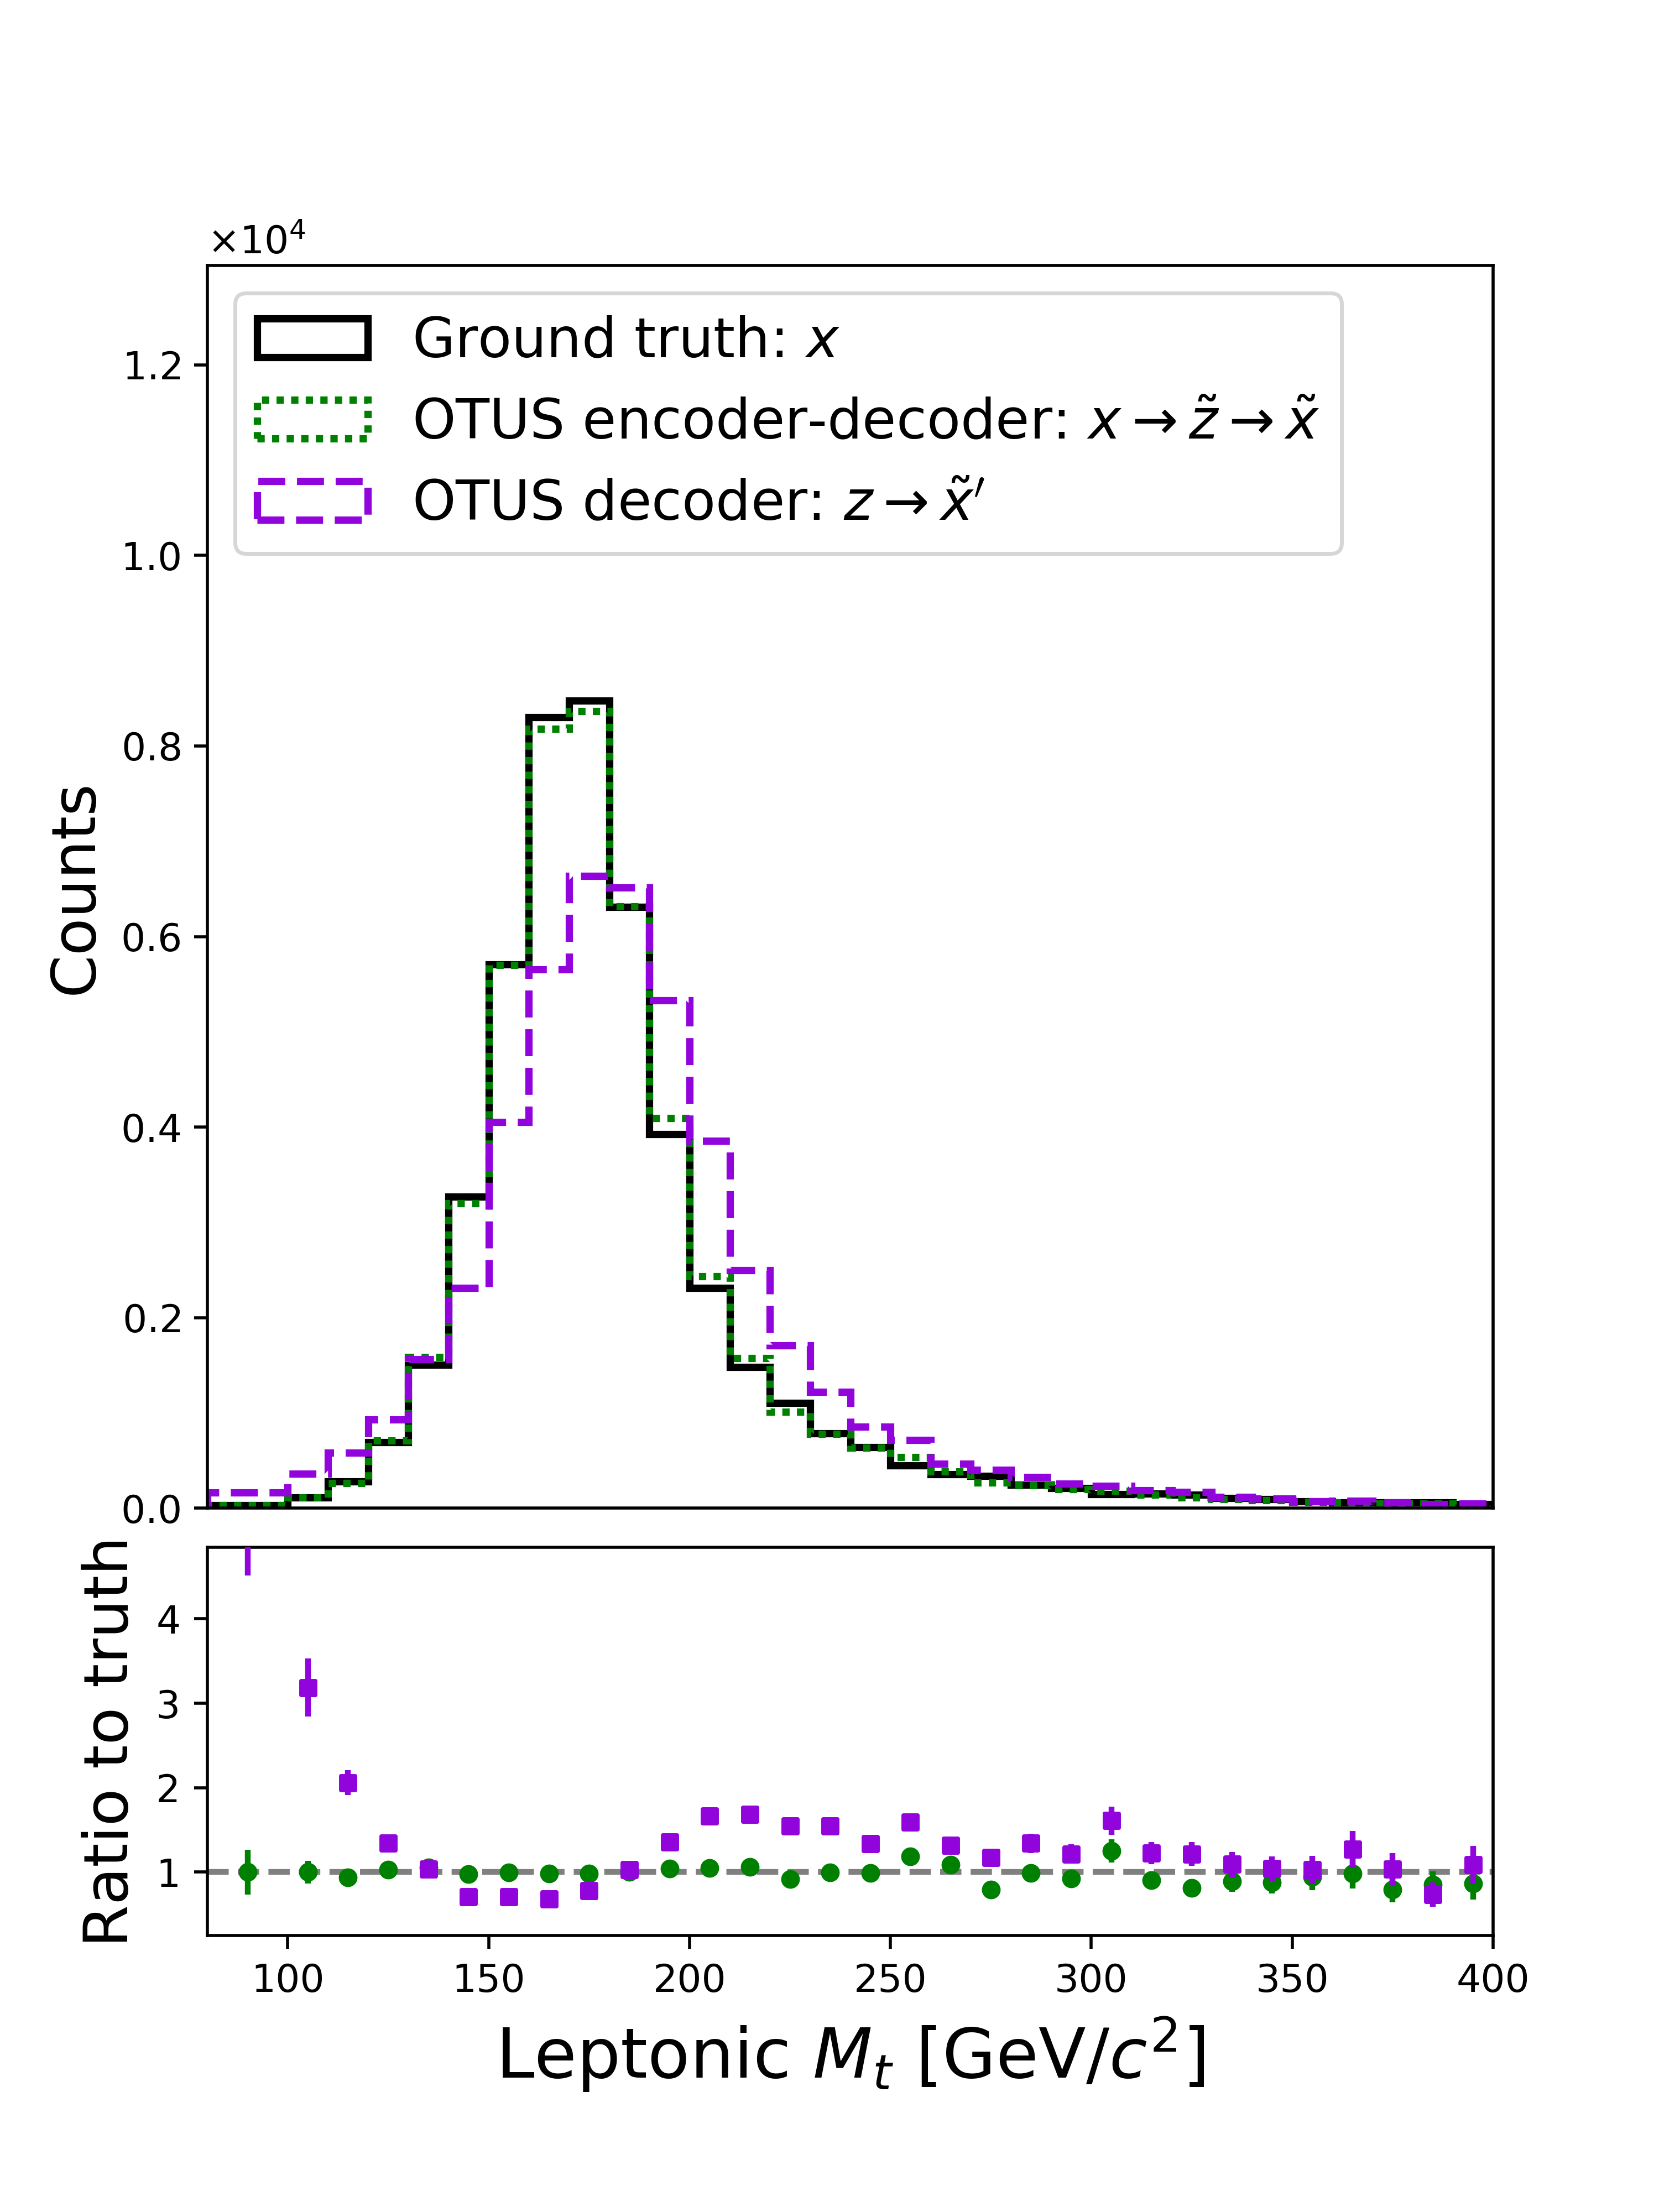 ×10⁴
Ground truth: x
OTUS encoder-decoder: x → z̃ → x̃
OTUS decoder: z → x̃′
1.2
1.0
0.8
0.6
0.4
0.2
0.0
Counts
4
3
2
1
Ratio to truth
100 150 200 250 300 350 400
Leptonic Mₜ [GeV/c²]